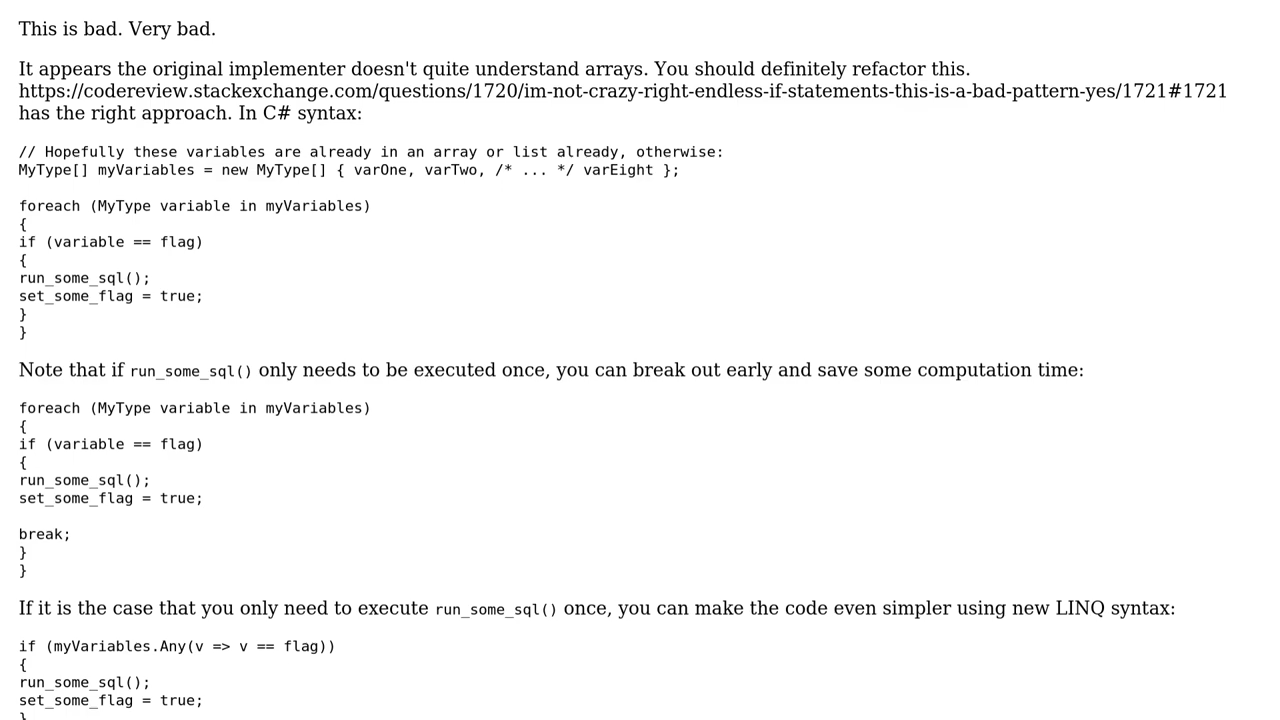 This is bad. Very bad.
It appears the original implementer doesn't quite understand arrays. You should definitely refactor this.
https://codereview.stackexchange.com/questions/1720/im-not-crazy-right-endless-if-statements-this-is-a-bad-pattern-yes/1721#1721
has the right approach. In C# syntax:
// Hopefully these variables are already in an array or list already, otherwise:
MyType[] myVariables = new MyType[] { varOne, varTwo, /* ... */ varEight };
foreach (MyType variable in myVariables)
{
if (variable == flag)
{
run_some_sql();
set_some_flag = true;
}
}
Note that if run_some_sql() only needs to be executed once, you can break out early and save some computation time:
foreach (MyType variable in myVariables)
{
if (variable == flag)
{
run_some_sql();
set_some_flag = true;
break;
}
}
If it is the case that you only need to execute run_some_sql() once, you can make the code even simpler using new LINQ syntax:
if (myVariables.Any(v => v == flag))
{
run_some_sql();
set_some_flag = true;
}